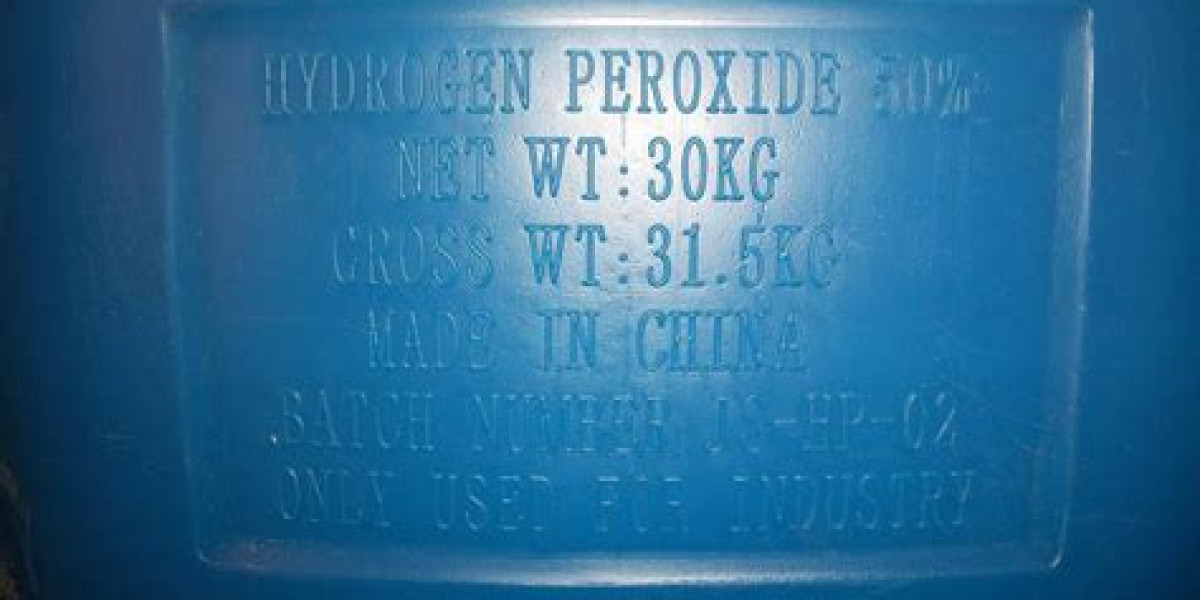 HYDROGEN PEROXIDE 50%
NET WT:30KG
GROSS WT:31.5KG
MADE IN CHINA
BATCH NUMBER JS-HP-02
ONLY USED FOR INDUSTRY